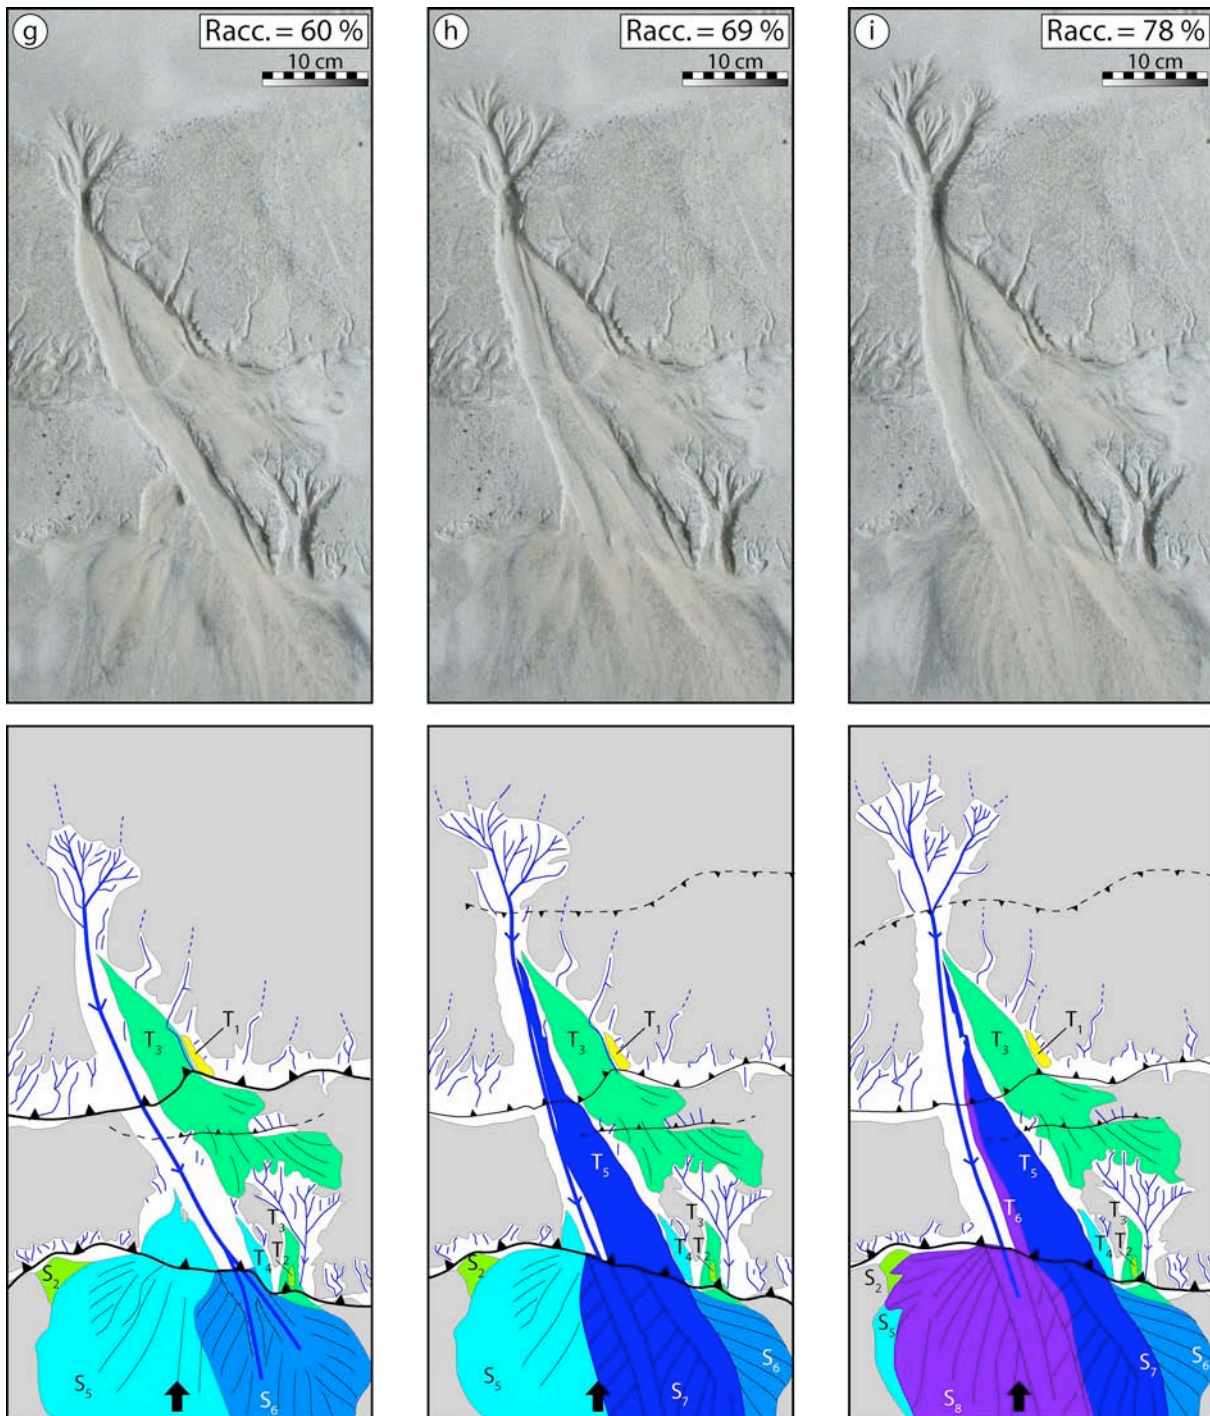 g Racc. = 60 %
10 cm
h Racc. = 69 %
10 cm
i Racc. = 78 %
10 cm
T1
T3
T3
T2
T4
S2
S5
S6
T1
T3
T5
T3
T4 T2
S2
S5
S7
S6
T1
T3
T5
T6
T3
T4 T2
S2
S5
S8
S7
S6